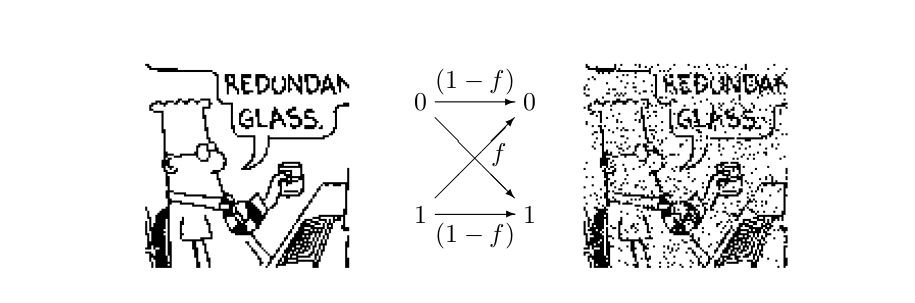 REDUNDAN
GLASS.
0 (1 − f) 0
f
1 (1 − f) 1
REDUNDAN
GLASS.